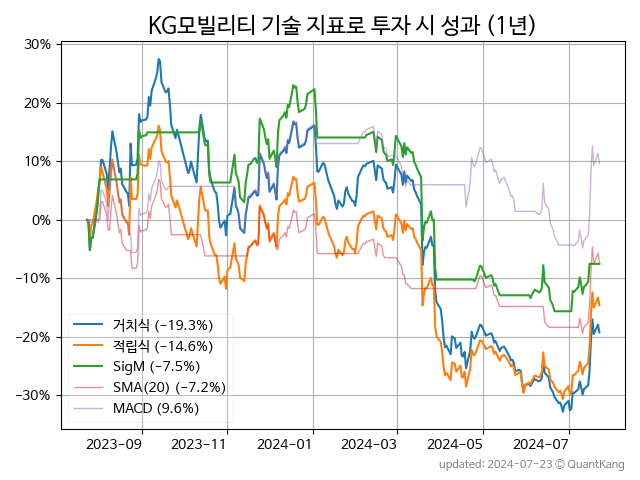 KG모빌리티 기술 지표로 투자 시 성과 (1년)
30%
20%
10%
0%
−10%
−20%
−30%
거치식 (−19.3%)
적립식 (−14.6%)
SigM (−7.5%)
SMA(20) (−7.2%)
MACD (9.6%)
2023−09
2023−11
2024−01
2024−03
2024−05
2024−07
updated: 2024−07−23 © QuantKang